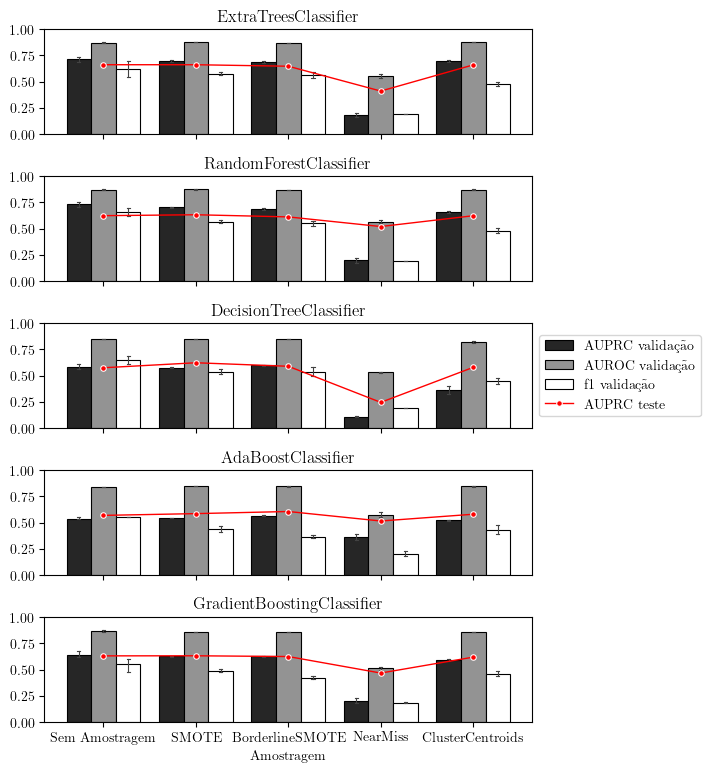 ExtraTreesClassifier
1.00
0.75
0.50
0.25
0.00
RandomForestClassifier
1.00
0.75
0.50
0.25
0.00
DecisionTreeClassifier
1.00
0.75
0.50
0.25
0.00
AUPRC validação
AUROC validação
f1 validação
AUPRC teste
AdaBoostClassifier
1.00
0.75
0.50
0.25
0.00
GradientBoostingClassifier
1.00
0.75
0.50
0.25
0.00
Sem Amostragem SMOTE BorderlineSMOTE NearMiss ClusterCentroids
Amostragem